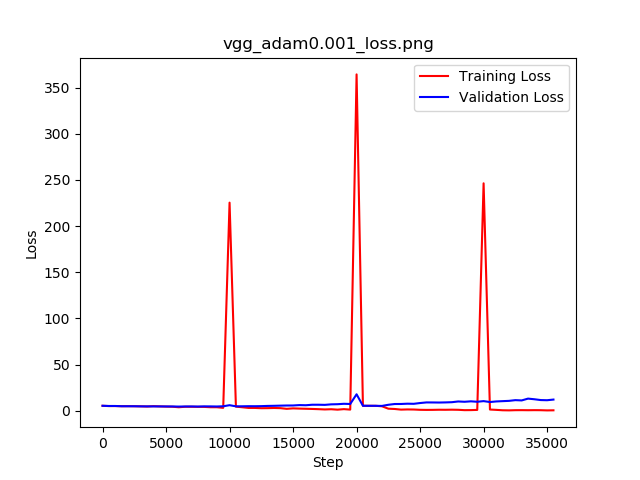 vgg_adam0.001_loss.png
Training Loss
Validation Loss
350
300
250
200
150
100
50
0
Loss
0 5000 10000 15000 20000 25000 30000 35000
Step